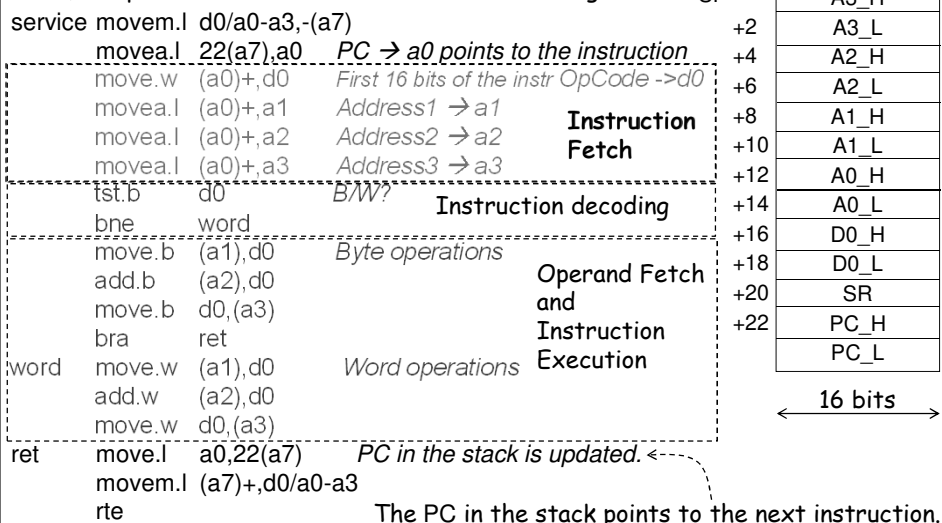 service movem.l d0/a0-a3,-(a7)
movea.l 22(a7),a0 PC → a0 points to the instruction
move.w (a0)+,d0 First 16 bits of the instr OpCode ->d0
movea.l (a0)+,a1 Address1 → a1
movea.l (a0)+,a2 Address2 → a2
movea.l (a0)+,a3 Address3 → a3
Instruction
Fetch
tst.b d0 B/W?
bne word
Instruction decoding
move.b (a1),d0 Byte operations
add.b (a2),d0
move.b d0,(a3)
bra ret
word move.w (a1),d0 Word operations
add.w (a2),d0
move.w d0,(a3)
Operand Fetch
and
Instruction
Execution
ret move.l a0,22(a7) PC in the stack is updated.
movem.l (a7)+,d0/a0-a3
rte
The PC in the stack points to the next instruction.
A3_H
+2 A3_L
+4 A2_H
+6 A2_L
+8 A1_H
+10 A1_L
+12 A0_H
+14 A0_L
+16 D0_H
+18 D0_L
+20 SR
+22 PC_H
PC_L
16 bits